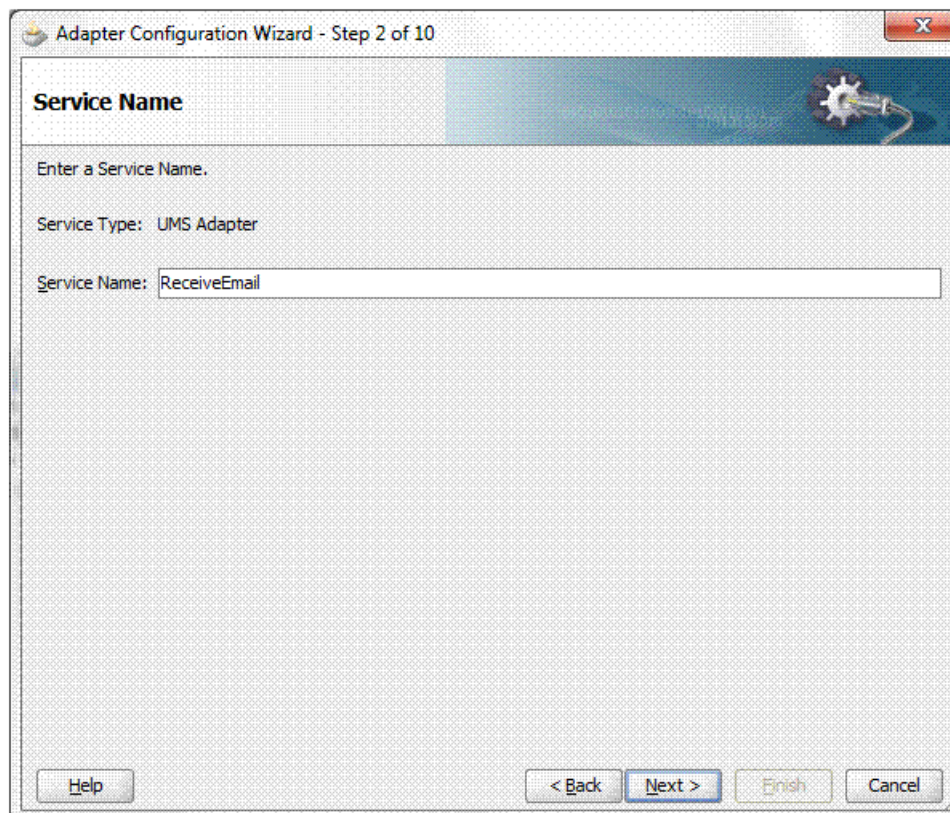 Adapter Configuration Wizard - Step 2 of 10
X
Service Name
Enter a Service Name.
Service Type: UMS Adapter
Service Name: ReceiveEmail
Help < Back Next > Finish Cancel